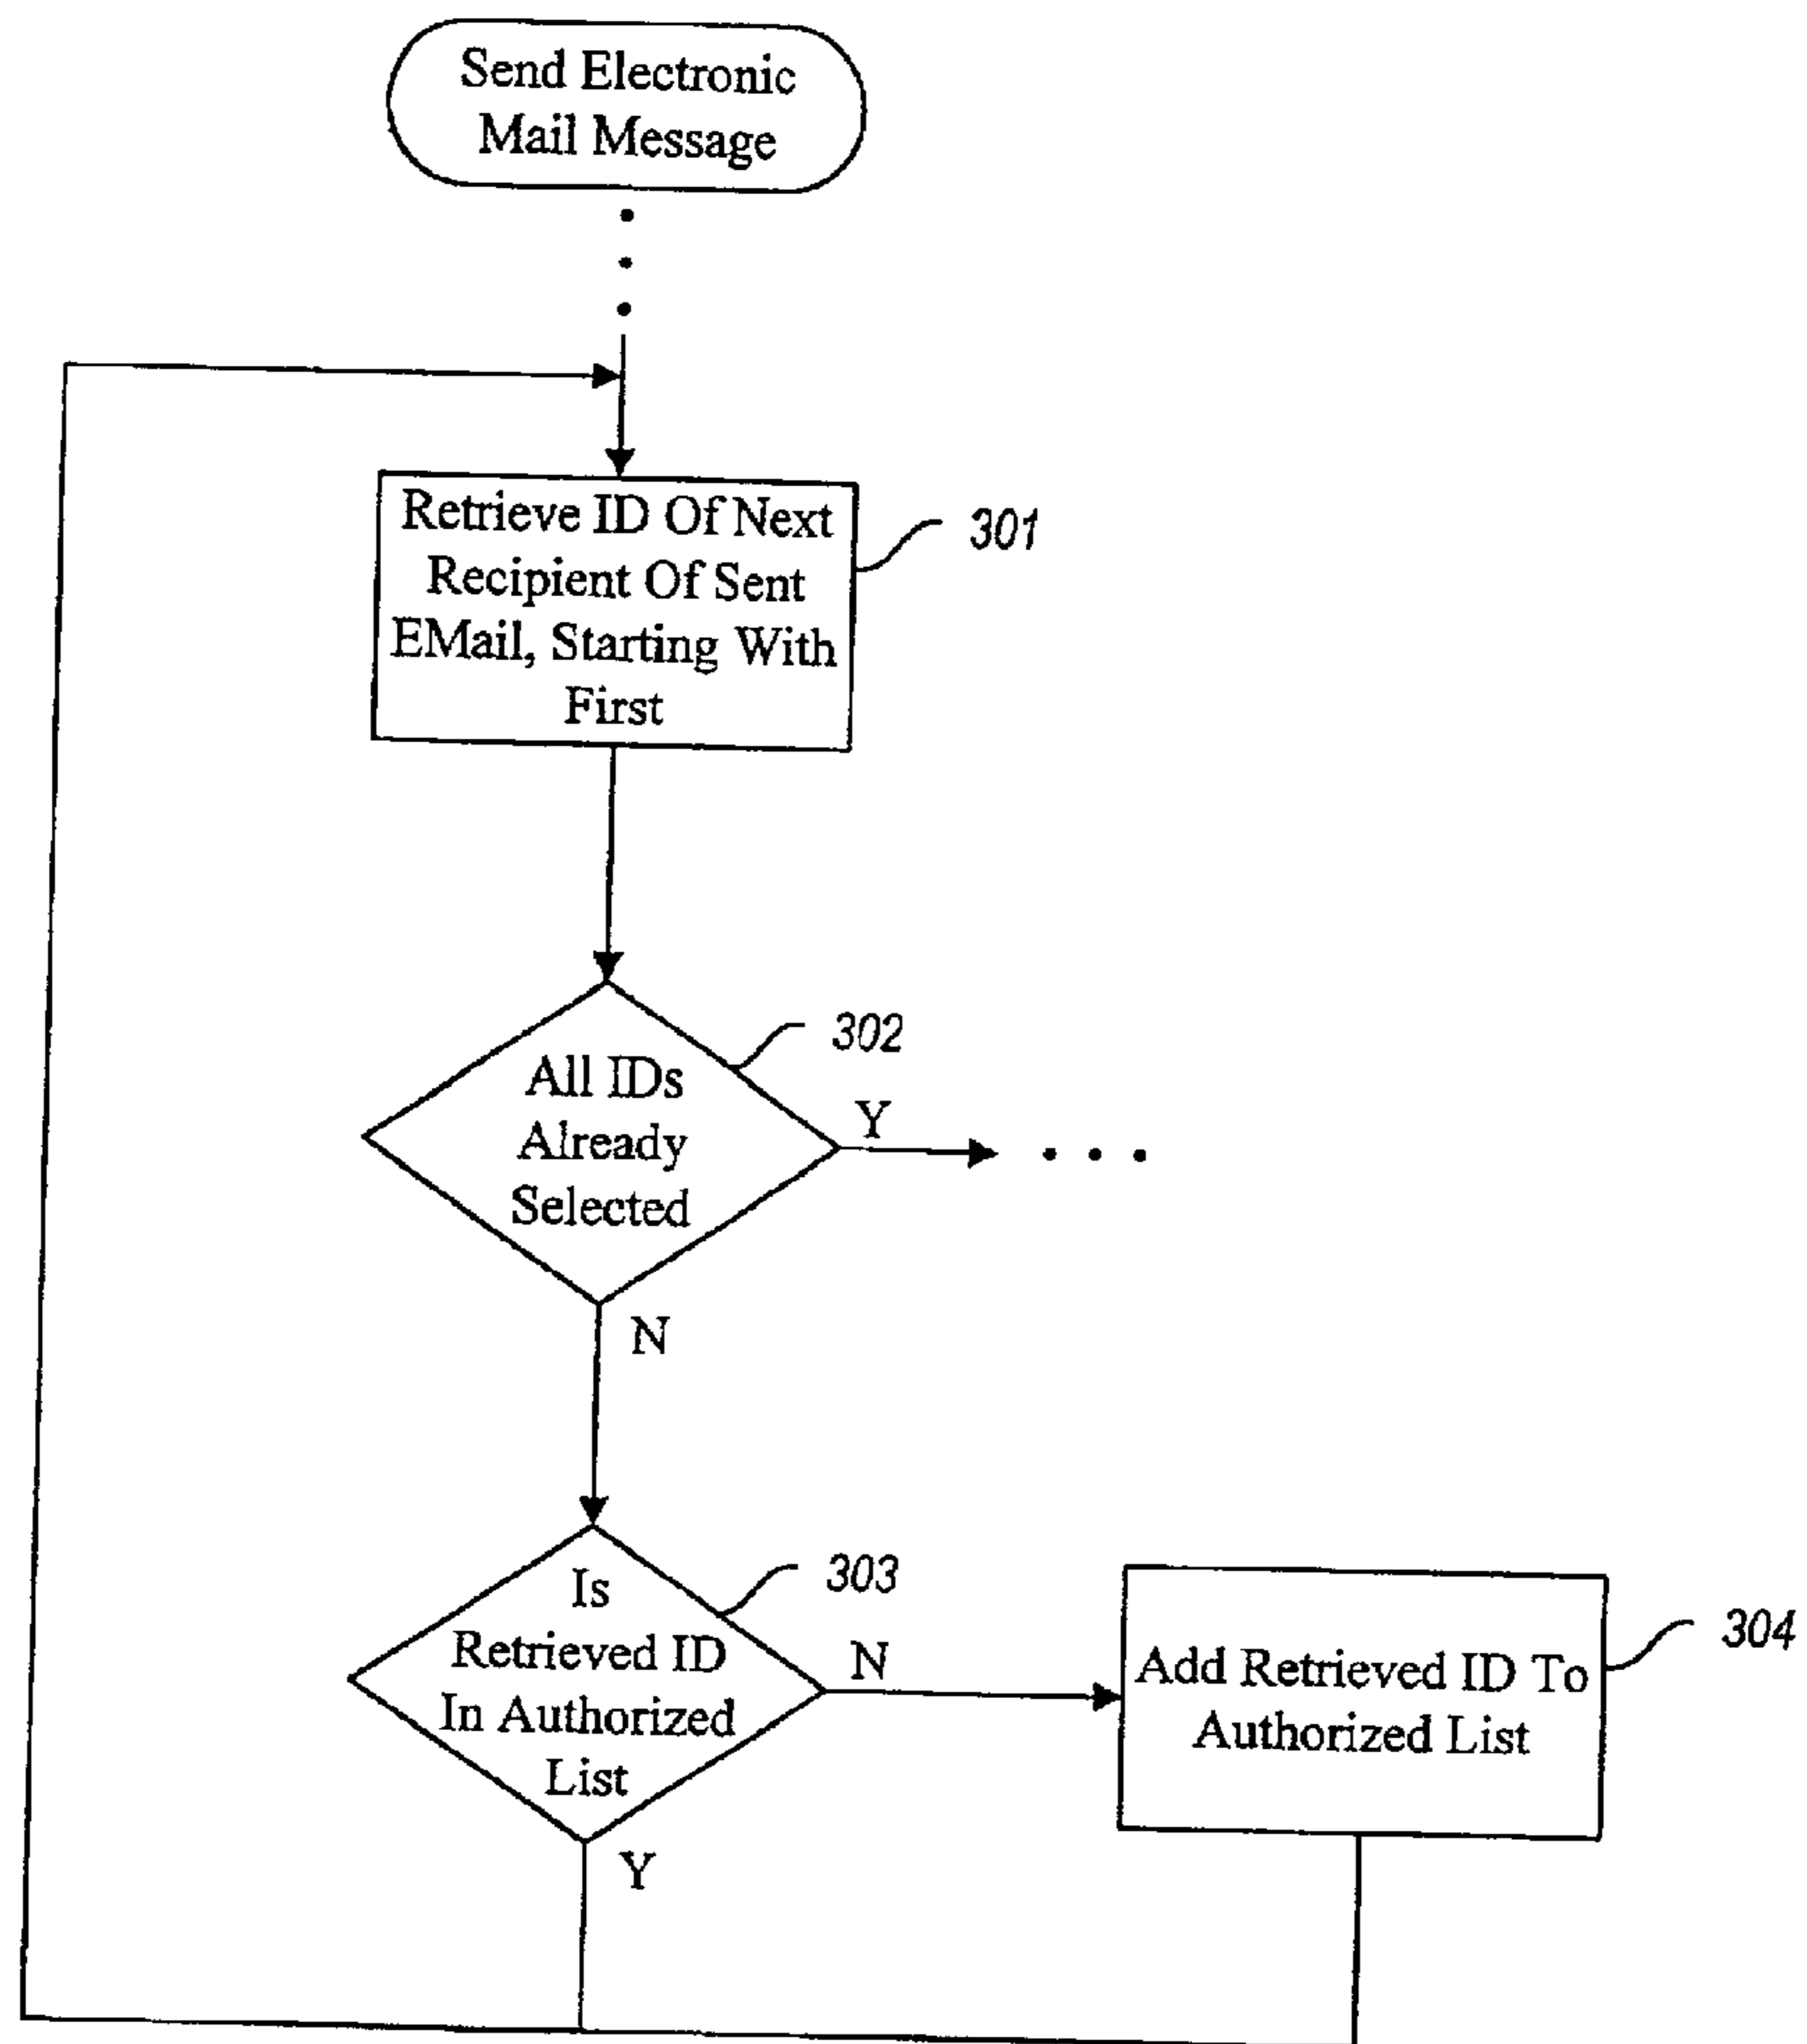 Send Electronic
Mail Message
Retrieve ID Of Next
Recipient Of Sent
EMail, Starting With
First
301
All IDs
Already
Selected
302
Y
N
Is
Retrieved ID
In Authorized
List
303
N
Y
Add Retrieved ID To
Authorized List
304